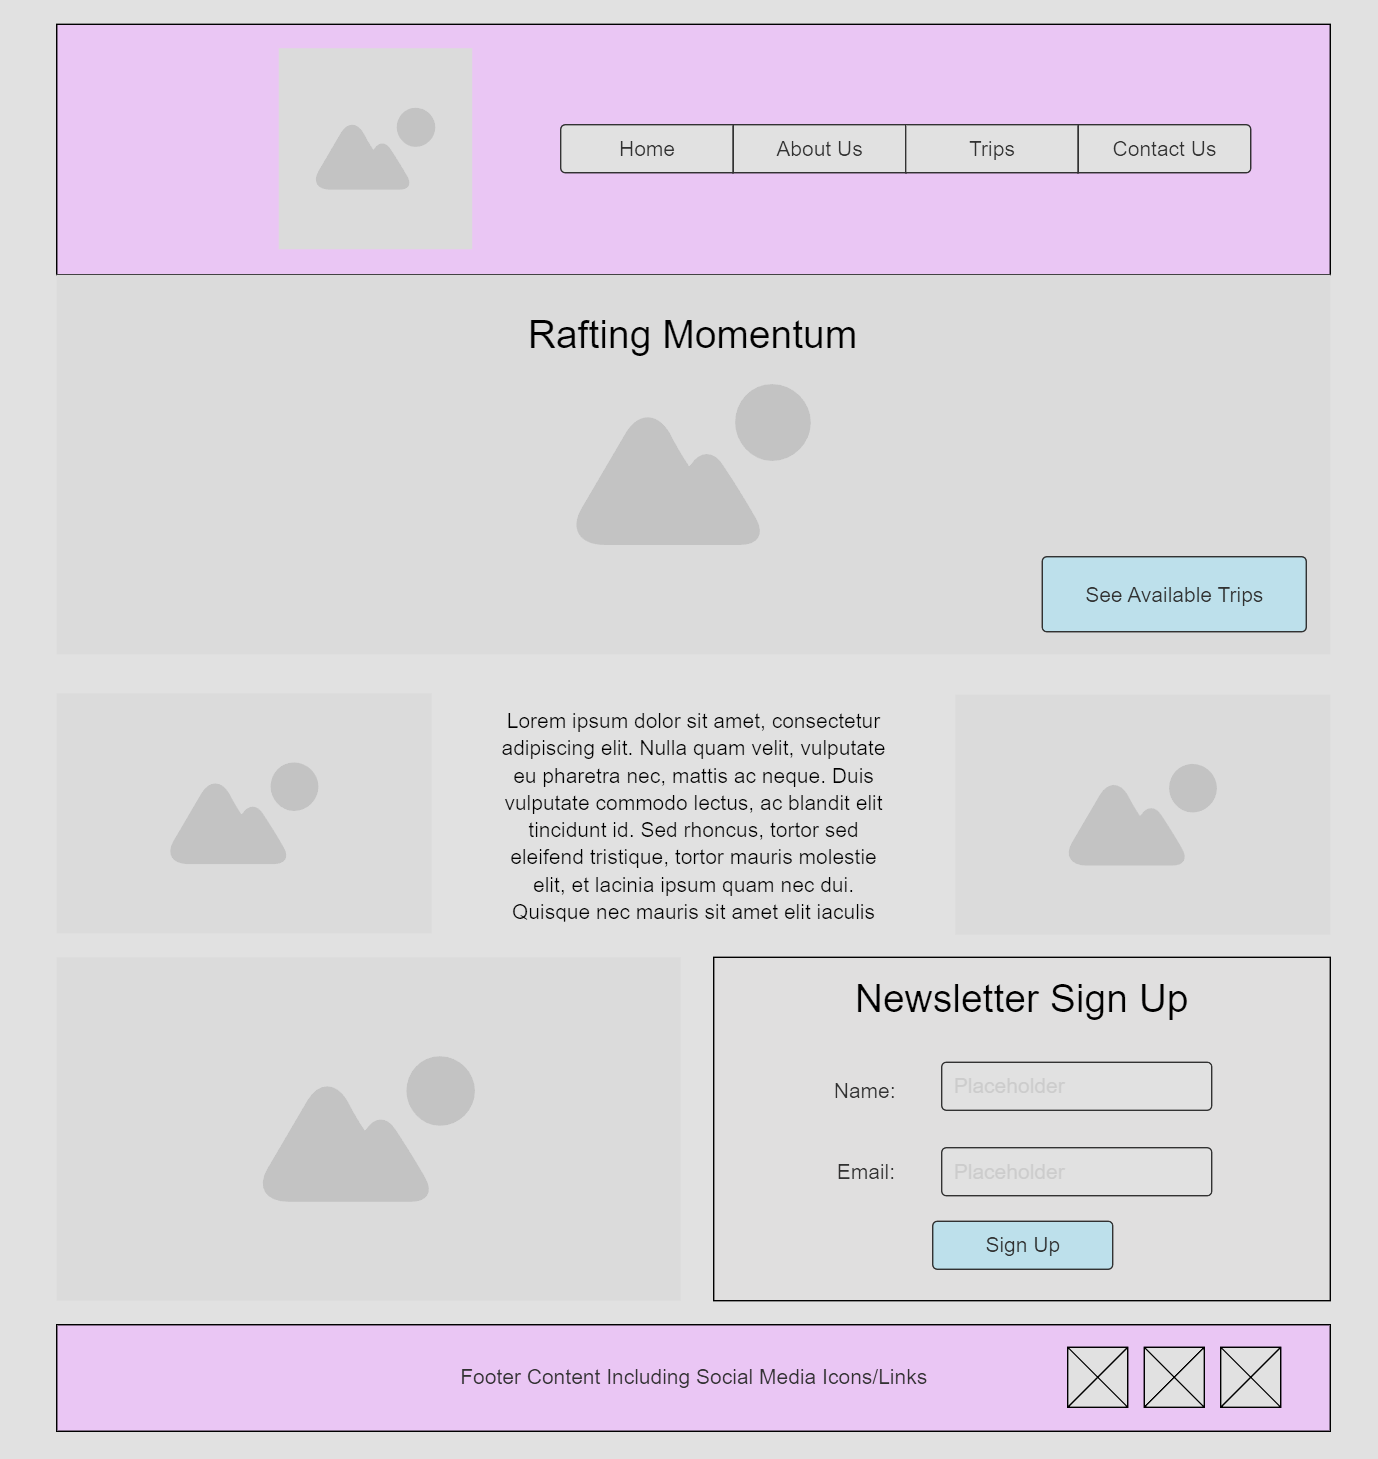 Home
About Us
Trips
Contact Us
Rafting Momentum
See Available Trips
Lorem ipsum dolor sit amet, consectetur
adipiscing elit. Nulla quam velit, vulputate
eu pharetra nec, mattis ac neque. Duis
vulputate commodo lectus, ac blandit elit
tincidunt id. Sed rhoncus, tortor sed
eleifend tristique, tortor mauris molestie
elit, et lacinia ipsum quam nec dui.
Quisque nec mauris sit amet elit iaculis
Newsletter Sign Up
Name:
Placeholder
Email:
Placeholder
Sign Up
Footer Content Including Social Media Icons/Links